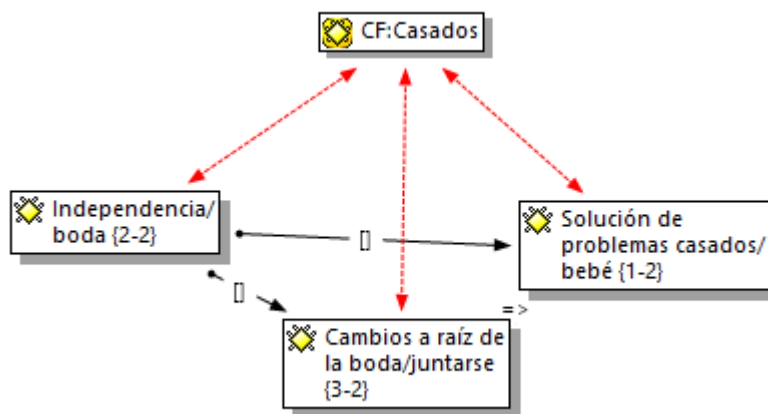 CF:Casados
Independencia/
boda {2-2}
[]
Solución de
problemas casados/
bebé {1-2}
[]
=>
Cambios a raíz de
la boda/juntarse
{3-2}